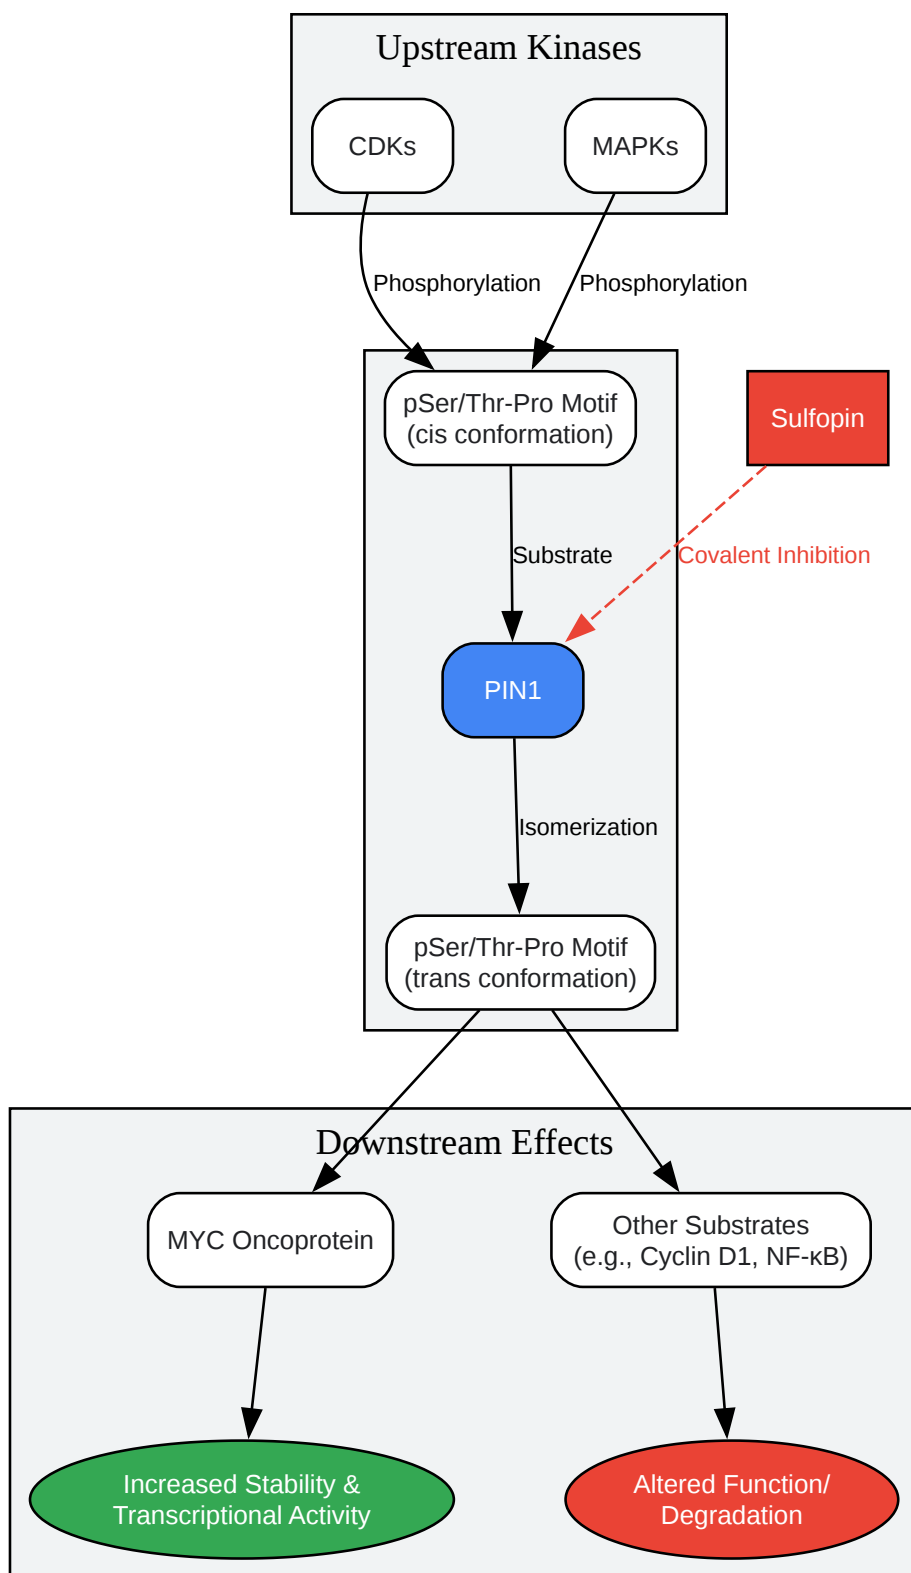 Upstream Kinases
CDKs
MAPKs
Phosphorylation
Phosphorylation
pSer/Thr-Pro Motif
(cis conformation)
Sulfopin
Substrate
Covalent Inhibition
PIN1
Isomerization
pSer/Thr-Pro Motif
(trans conformation)
Downstream Effects
MYC Oncoprotein
Other Substrates
(e.g., Cyclin D1, NF-κB)
Increased Stability &
Transcriptional Activity
Altered Function/
Degradation